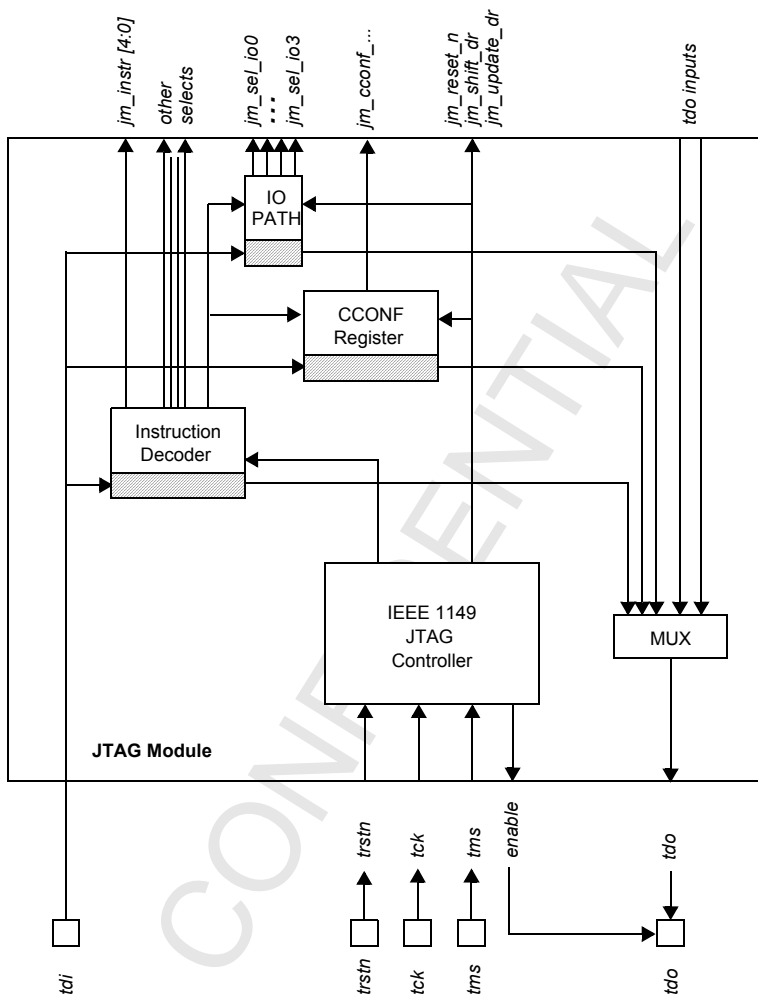 jm_instr [4:0]
other
selects
jm_sel_io0
...
jm_sel_io3
jm_cconf_...
jm_reset_n
jm_shift_dr
jm_update_dr
tdo inputs
IO
PATH
CCONF
Register
Instruction
Decoder
IEEE 1149
JTAG
Controller
MUX
JTAG Module
trstn
tck
tms
enable
tdo
tdi
trstn
tck
tms
tdo
CONFIDENTIAL